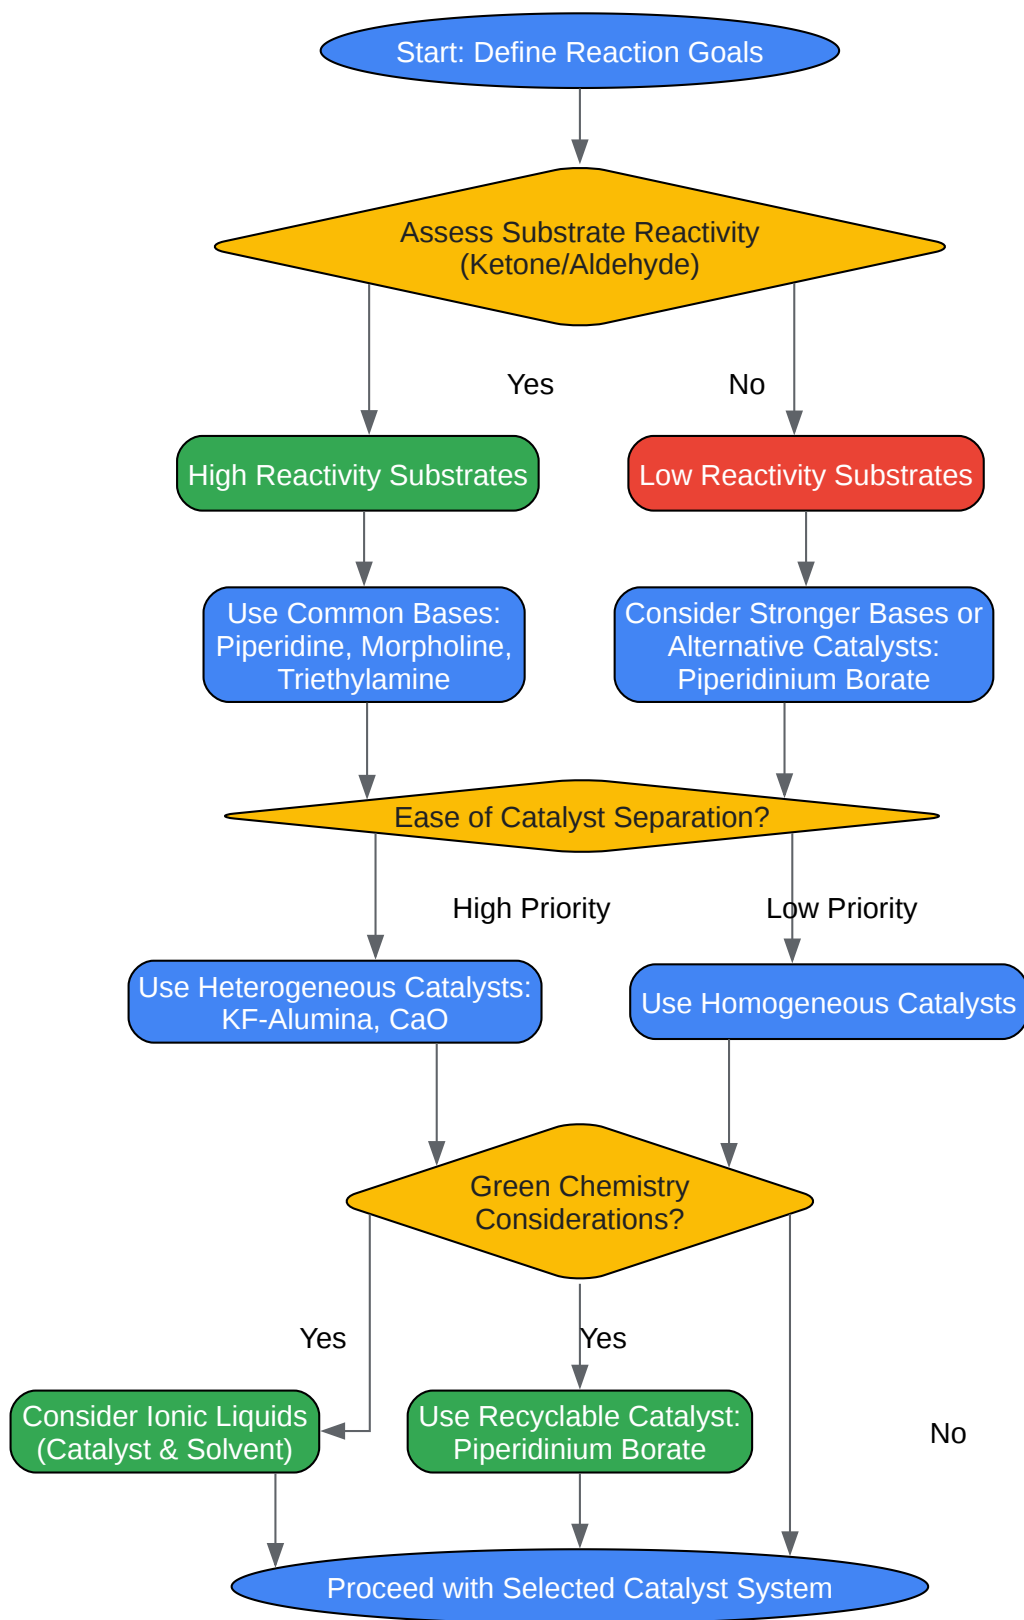 Start: Define Reaction Goals
Assess Substrate Reactivity
(Ketone/Aldehyde)
Yes
No
High Reactivity Substrates
Low Reactivity Substrates
Use Common Bases:
Piperidine, Morpholine,
Triethylamine
Consider Stronger Bases or
Alternative Catalysts:
Piperidinium Borate
Ease of Catalyst Separation?
High Priority
Low Priority
Use Heterogeneous Catalysts:
KF-Alumina, CaO
Use Homogeneous Catalysts
Green Chemistry
Considerations?
Yes
Yes
No
Consider Ionic Liquids
(Catalyst & Solvent)
Use Recyclable Catalyst:
Piperidinium Borate
Proceed with Selected Catalyst System